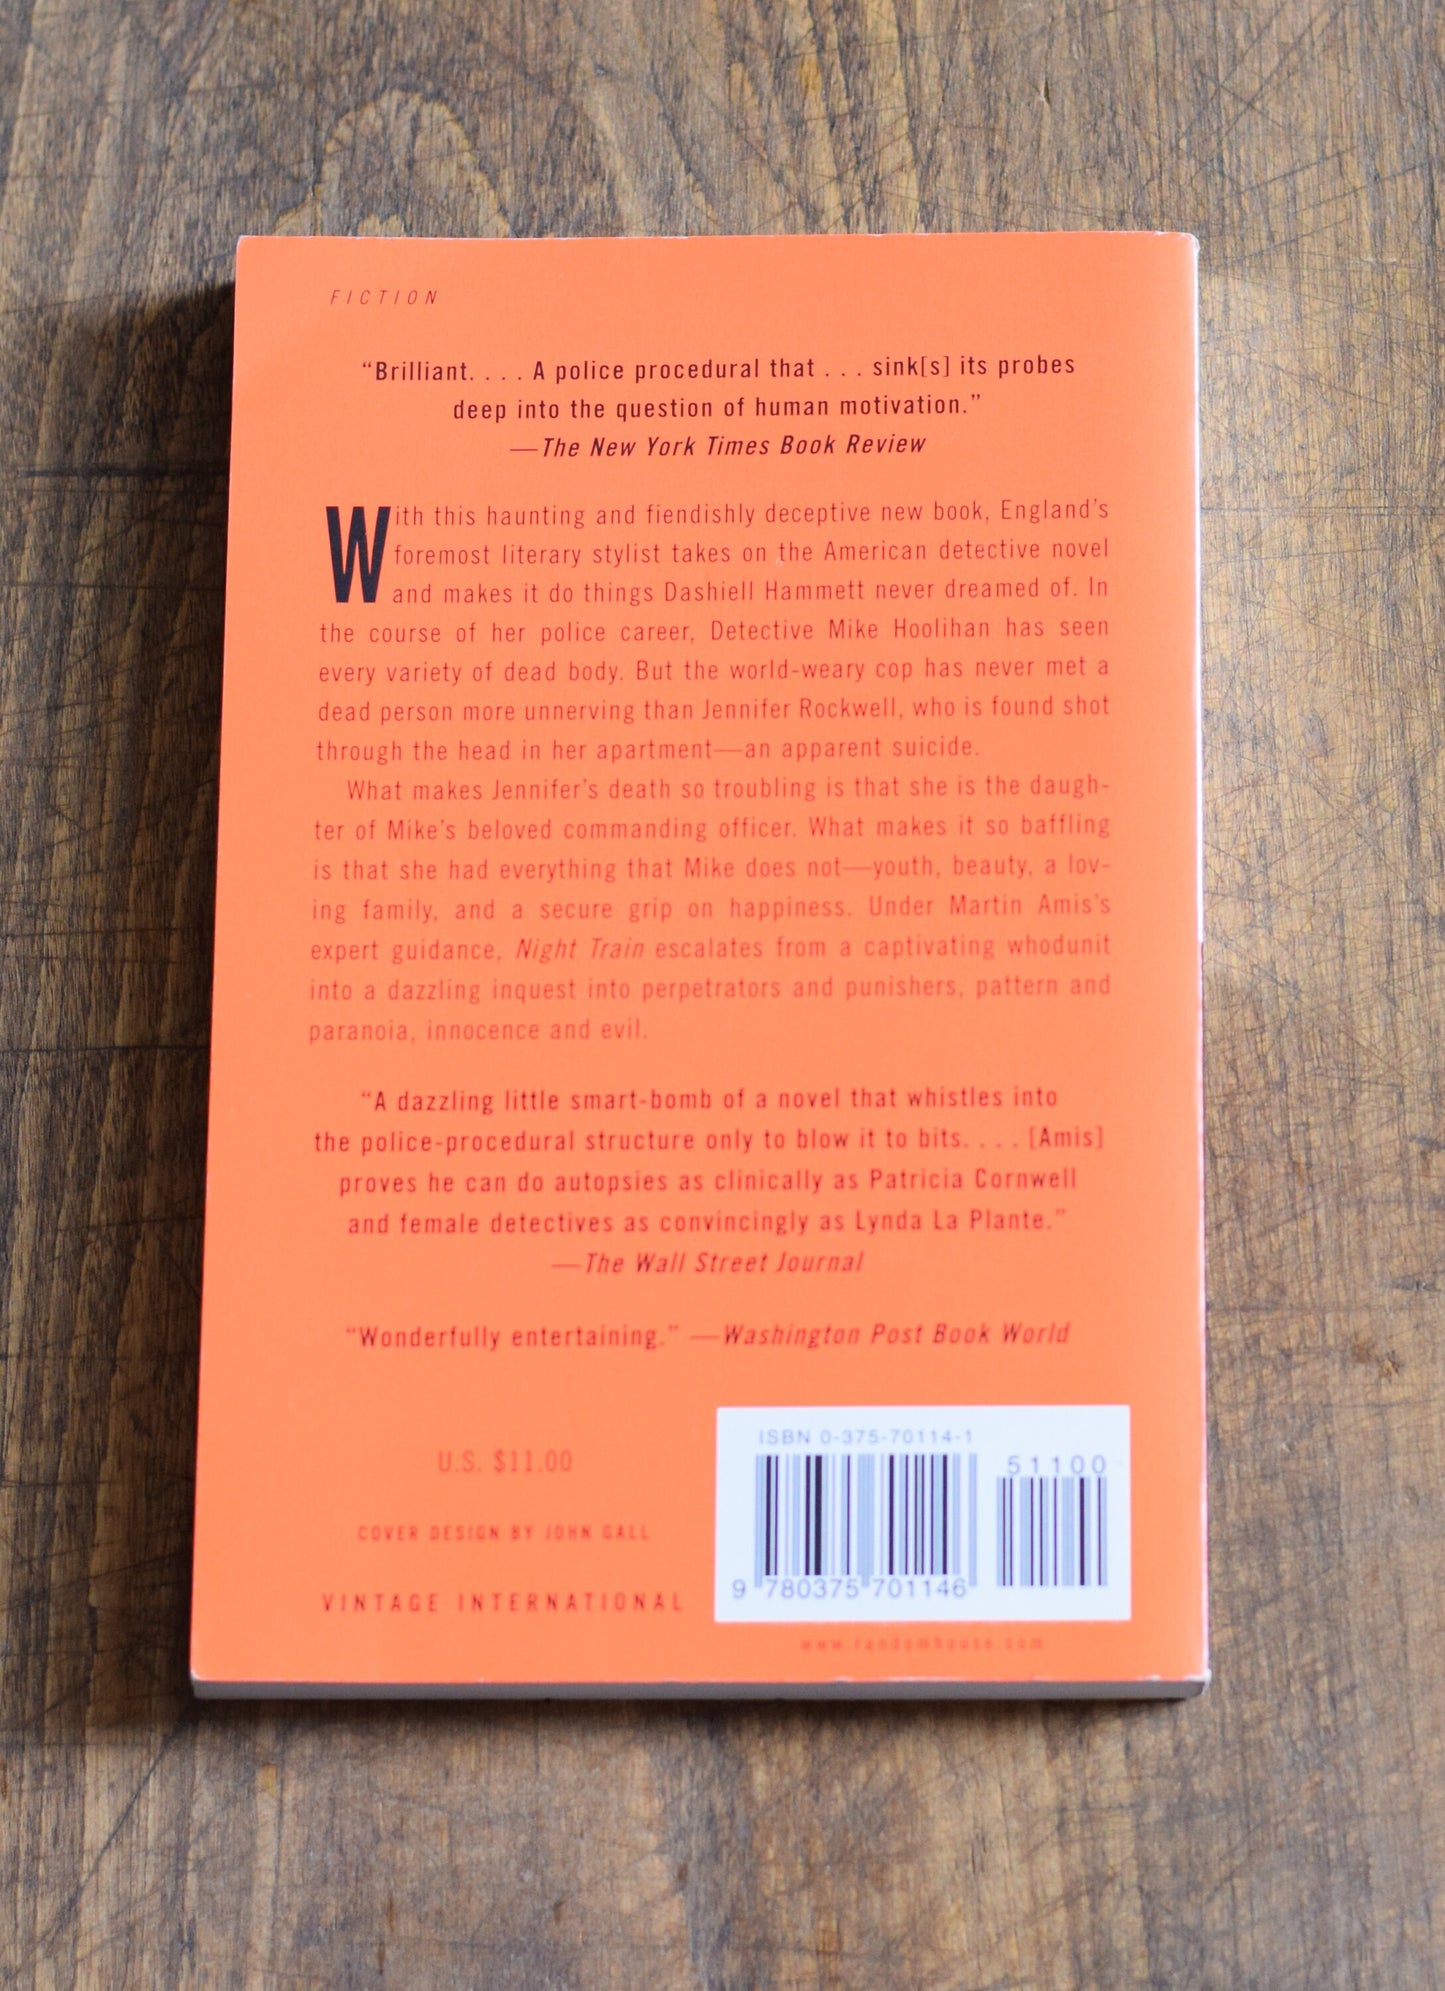 FICTION
“Brilliant. . . . A police procedural that . . . sink[s] its probes
deep into the question of human motivation.”
—The New York Times Book Review
With this haunting and fiendishly deceptive new book, England’s
foremost literary stylist takes on the American detective novel
and makes it do things Dashiell Hammett never dreamed of. In
the course of her police career, Detective Mike Hoolihan has seen
every variety of dead body. But the world-weary cop has never met a
dead person more unnerving than Jennifer Rockwell, who is found shot
through the head in her apartment—an apparent suicide.
What makes Jennifer’s death so troubling is that she is the daugh-
ter of Mike’s beloved commanding officer. What makes it so baffling
is that she had everything that Mike does not—youth, beauty, a lov-
ing family, and a secure grip on happiness. Under Martin Amis’s
expert guidance, Night Train escalates from a captivating whodunit
into a dazzling inquest into perpetrators and punishers, pattern and
paranoia, innocence and evil.
“A dazzling little smart-bomb of a novel that whistles into
the police-procedural structure only to blow it to bits. . . . [Amis]
proves he can do autopsies as clinically as Patricia Cornwell
and female detectives as convincingly as Lynda La Plante.”
—The Wall Street Journal
“Wonderfully entertaining.” —Washington Post Book World
U.S. $11.00
COVER DESIGN BY JOHN GALL
VINTAGE INTERNATIONAL
ISBN 0-375-70114-1
51100
9 780375 701146
www.randomhouse.com